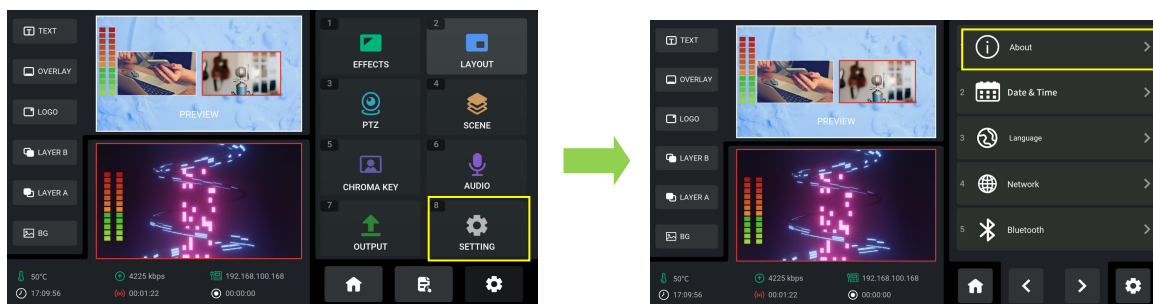 TEXT
OVERLAY
LOGO
LAYER B
LAYER A
BG
PREVIEW
1
EFFECTS
2
LAYOUT
3
PTZ
4
SCENE
5
CHROMA KEY
6
AUDIO
7
OUTPUT
8
SETTING
50°C
4225 kbps
192.168.100.168
17:09:56
00:01:22
00:00:00
TEXT
OVERLAY
LOGO
LAYER B
LAYER A
BG
PREVIEW
About
2 Date & Time
3 Language
4 Network
5 Bluetooth
50°C
4225 kbps
192.168.100.168
17:09:56
00:01:22
00:00:00